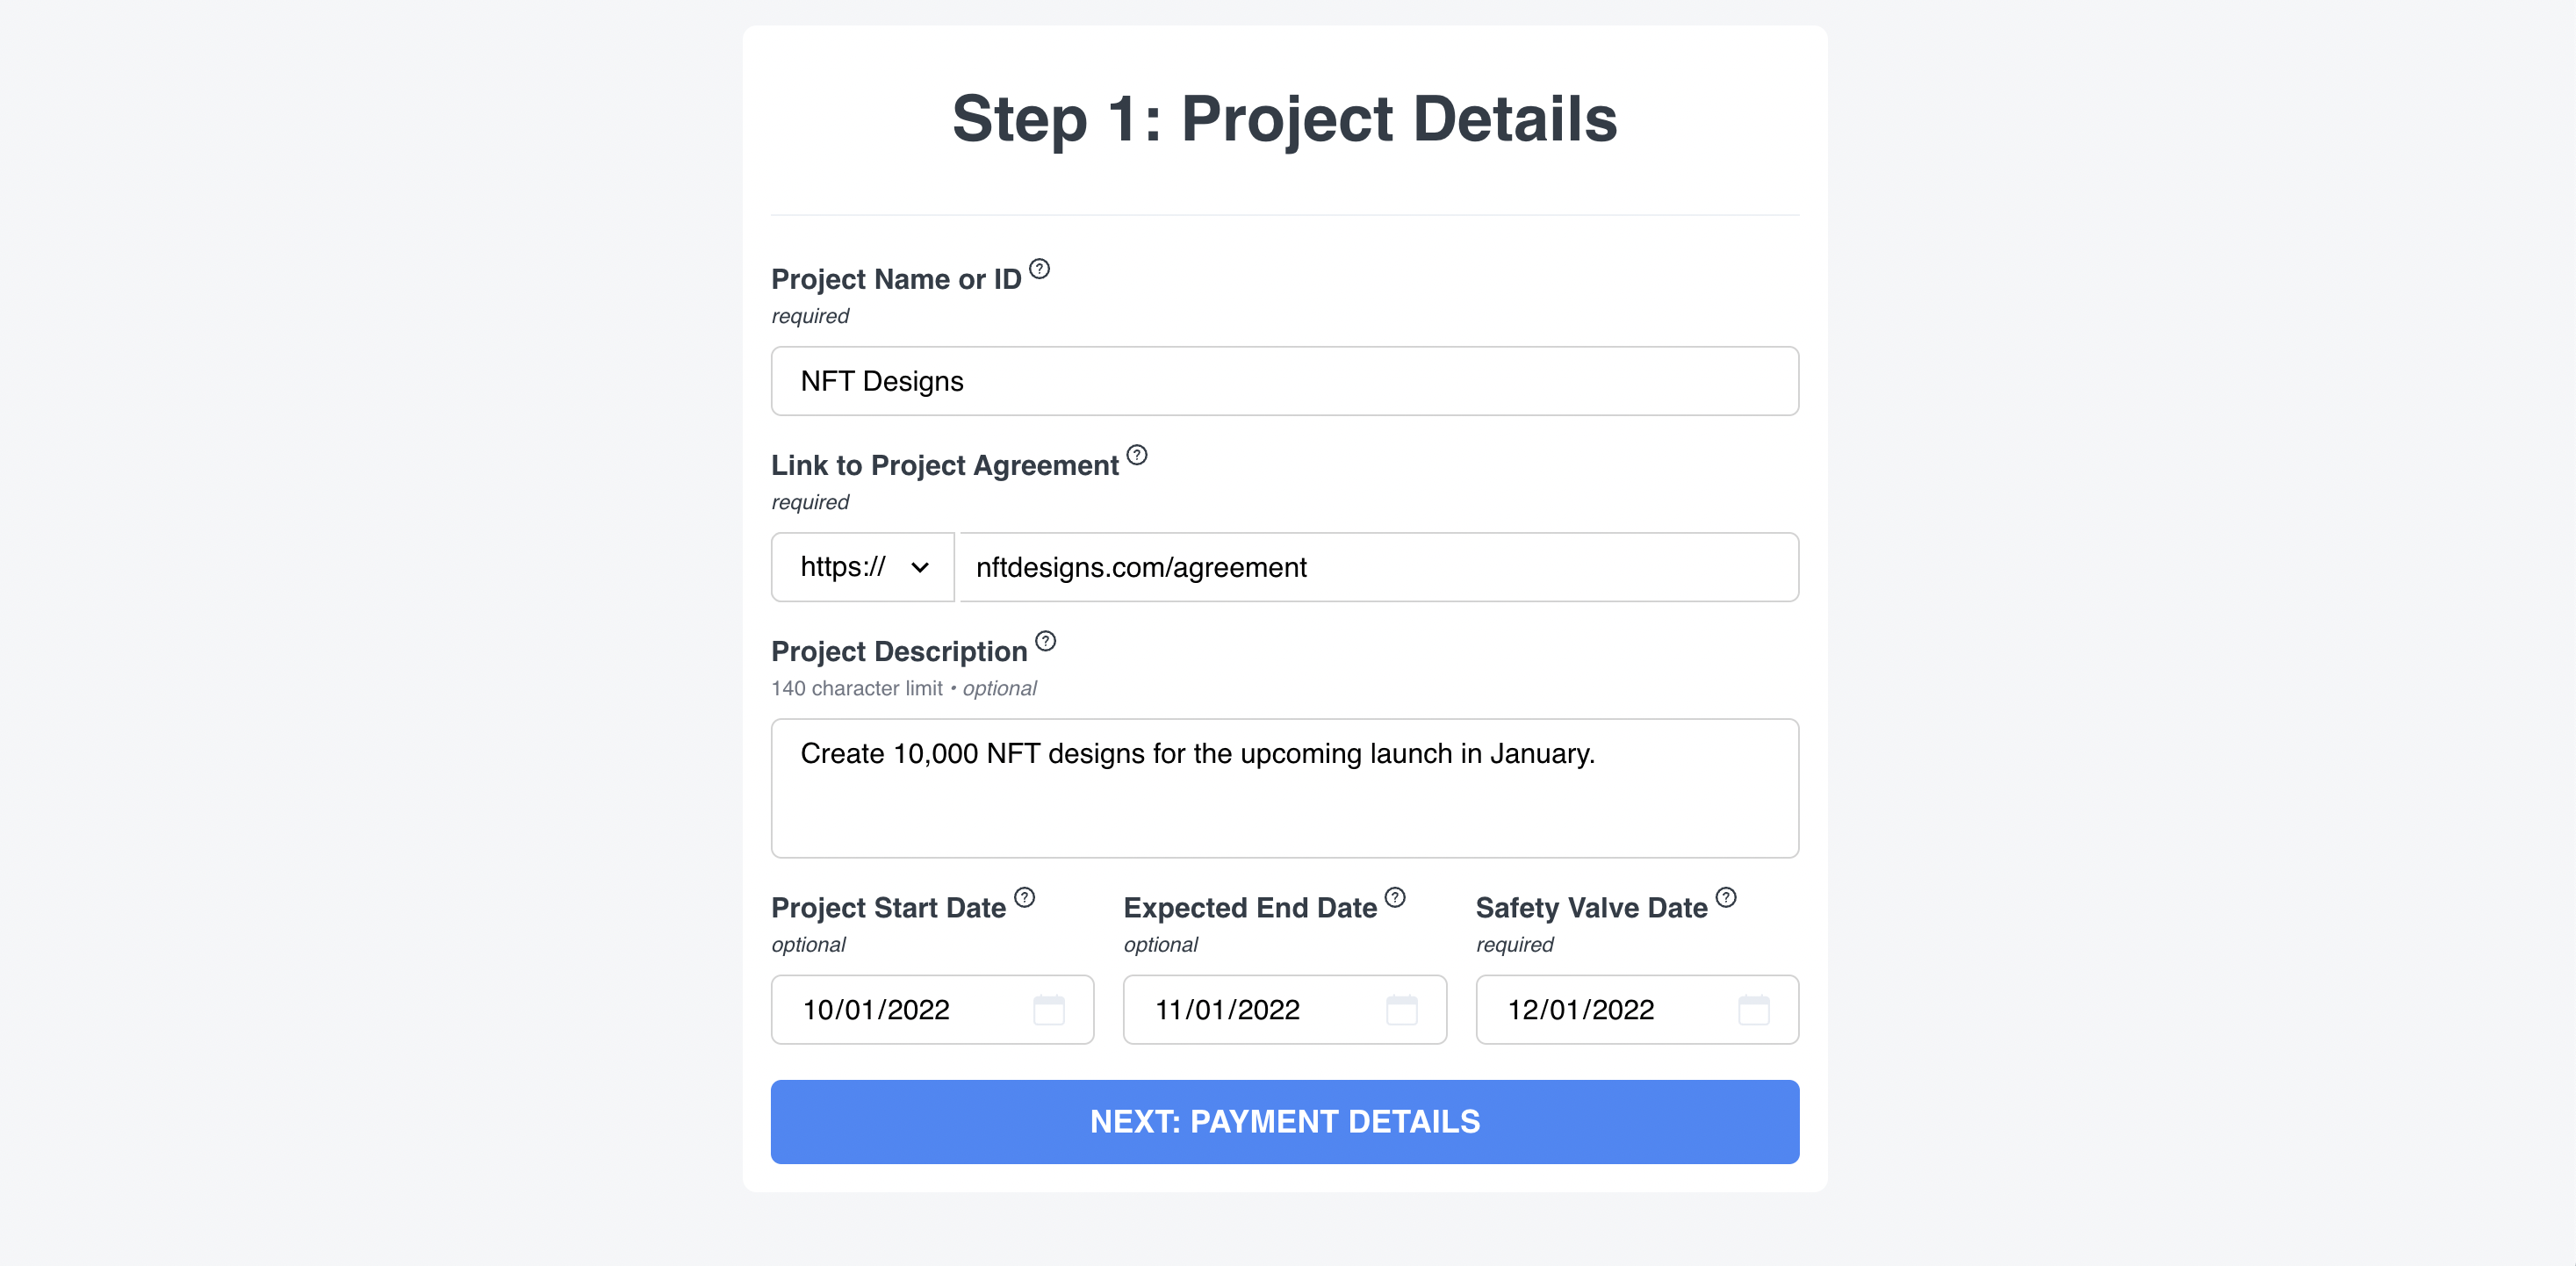 Step 1: Project Details
Project Name or ID ?
required
NFT Designs
Link to Project Agreement ?
required
https:// nftdesigns.com/agreement
Project Description ?
140 character limit • optional
Create 10,000 NFT designs for the upcoming launch in January.
Project Start Date ? Expected End Date ? Safety Valve Date ?
optional optional required
10/01/2022 11/01/2022 12/01/2022
NEXT: PAYMENT DETAILS